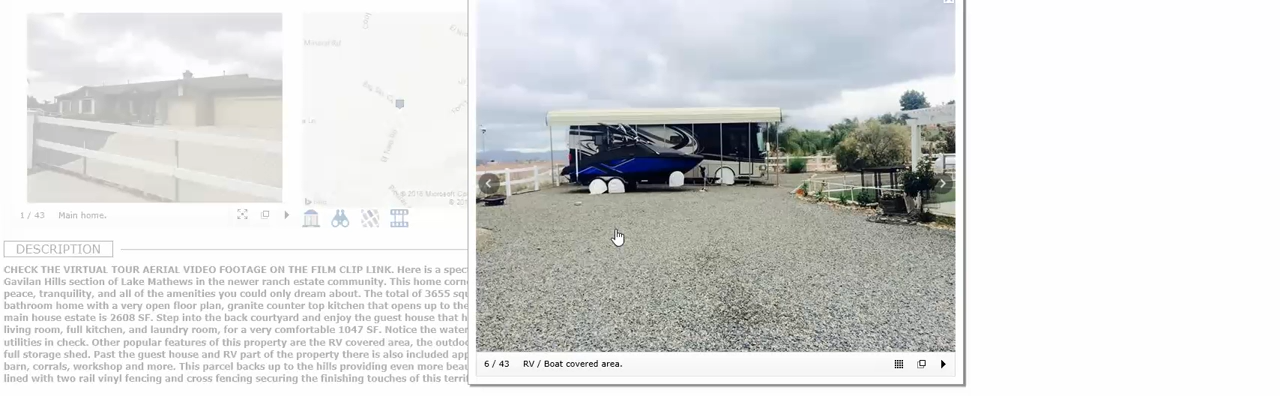 Mineral Rd
© 2016 Microsoft Co
1 / 43 Main home.
DESCRIPTION
CHECK THE VIRTUAL TOUR AERIAL VIDEO FOOTAGE ON THE FILM CLIP LINK. Here is a spec
Gavilan Hills section of Lake Mathews in the newer ranch estate community. This home corn
peace, tranquility, and all of the amenities you could only dream about. The total of 3655 squ
bathroom home with a very open floor plan, granite counter top kitchen that opens up to the
main house estate is 2608 SF. Step into the back courtyard and enjoy the guest house that h
living room, full kitchen, and laundry room, for a very comfortable 1047 SF. Notice the water
utilities in check. Other popular features of this property are the RV covered area, the outdoo
full storage shed. Past the guest house and RV part of the property there is also included app
barn, corrals, workshop and more. This parcel backs up to the hills providing even more beau
lined with two rail vinyl fencing and cross fencing securing the finishing touches of this terrif
6 / 43 RV / Boat covered area.